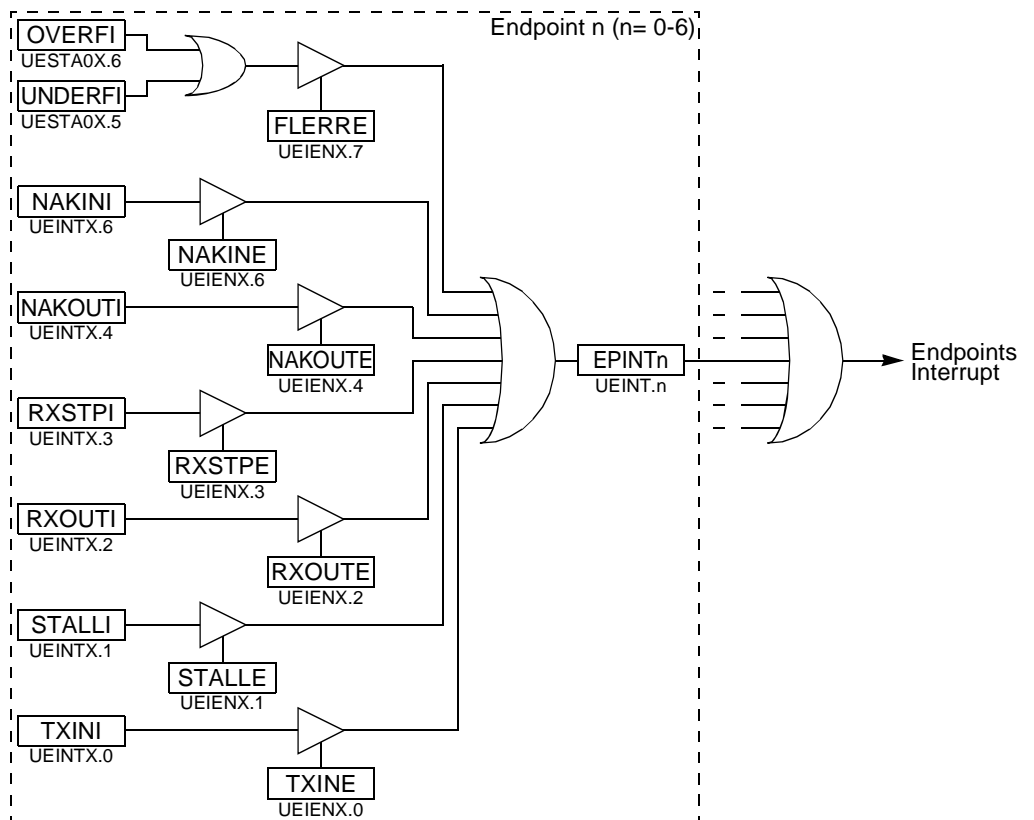 Endpoint n (n= 0-6)
OVERFI
UESTA0X.6
UNDERFI
UESTA0X.5
FLERRE
UEIENX.7
NAKINI
UEINTX.6
NAKINE
UEIENX.6
NAKOUTI
UEINTX.4
NAKOUTE
UEIENX.4
EPINTn
UEINT.n
Endpoints
Interrupt
RXSTPI
UEINTX.3
RXSTPE
UEIENX.3
RXOUTI
UEINTX.2
RXOUTE
UEIENX.2
STALLI
UEINTX.1
STALLE
UEIENX.1
TXINI
UEINTX.0
TXINE
UEIENX.0